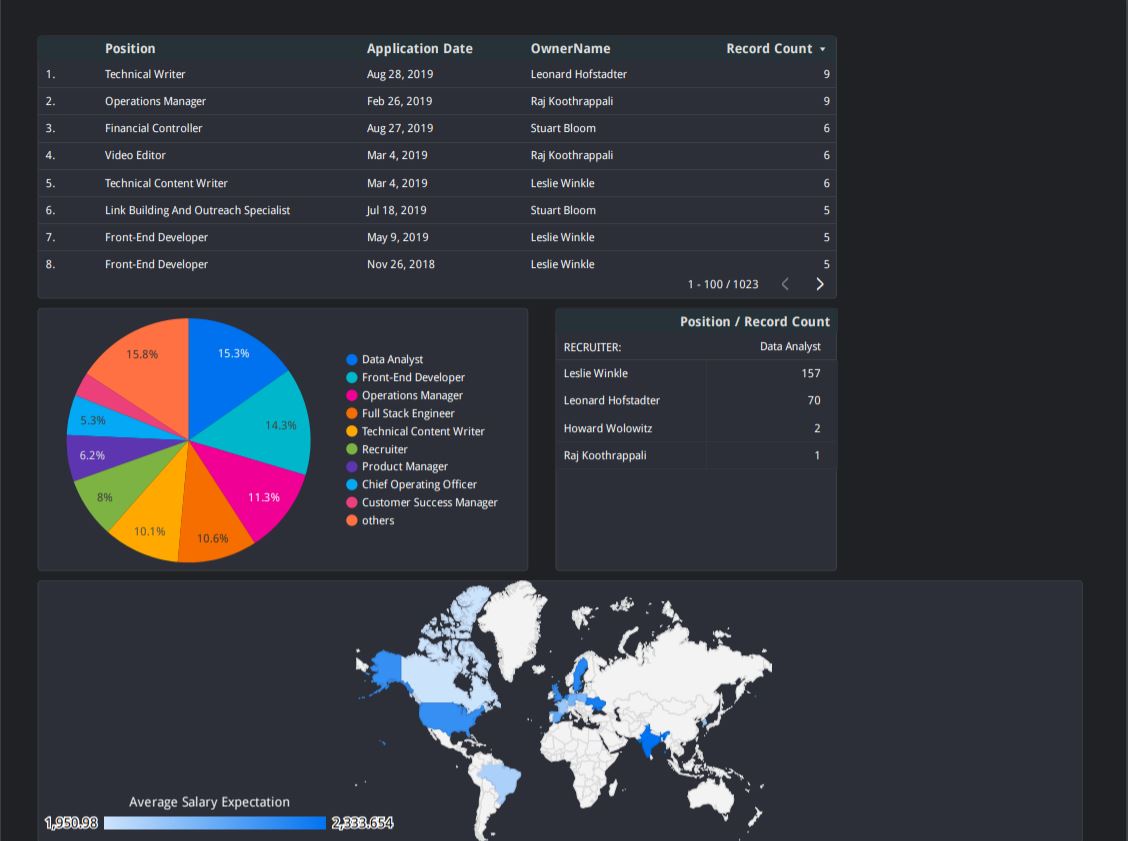 Position Application Date OwnerName Record Count
1. Technical Writer Aug 28, 2019 Leonard Hofstadter 9
2. Operations Manager Feb 26, 2019 Raj Koothrappali 9
3. Financial Controller Aug 27, 2019 Stuart Bloom 6
4. Video Editor Mar 4, 2019 Raj Koothrappali 6
5. Technical Content Writer Mar 4, 2019 Leslie Winkle 6
6. Link Building And Outreach Specialist Jul 18, 2019 Stuart Bloom 5
7. Front-End Developer May 9, 2019 Leslie Winkle 5
8. Front-End Developer Nov 26, 2018 Leslie Winkle 5
1 - 100 / 1023
15.3%
14.3%
11.3%
10.6%
10.1%
8%
6.2%
5.3%
15.8%
Data Analyst
Front-End Developer
Operations Manager
Full Stack Engineer
Technical Content Writer
Recruiter
Product Manager
Chief Operating Officer
Customer Success Manager
others
Position / Record Count
RECRUITER: Data Analyst
Leslie Winkle 157
Leonard Hofstadter 70
Howard Wolowitz 2
Raj Koothrappali 1
Average Salary Expectation
1,950.98 2,333.654